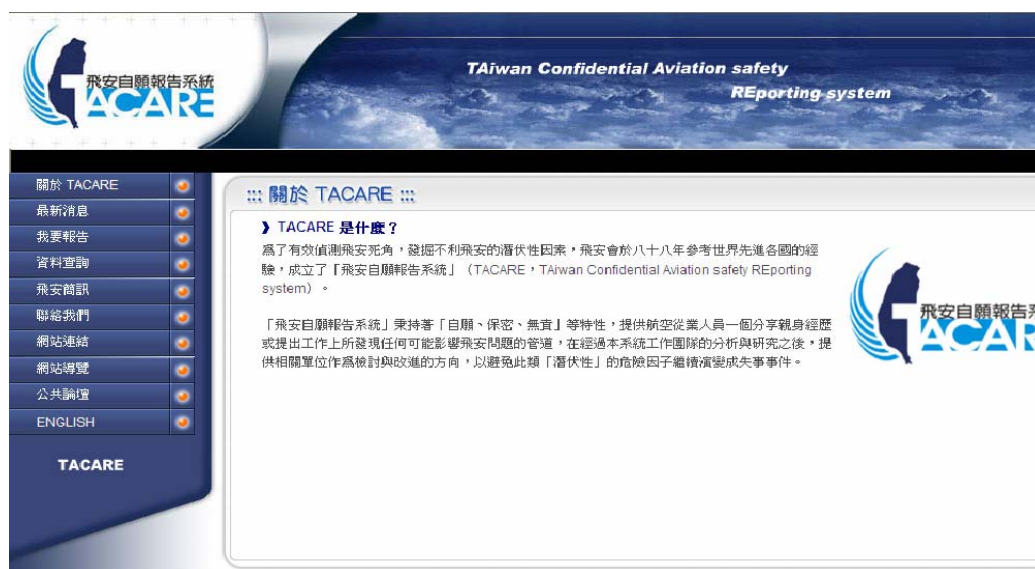 飛安自願報告系統
TACARE
TAiwan Confidential Aviation safety
REporting system
關於 TACARE
最新消息
我要報告
資料查詢
飛安簡訊
聯絡我們
網站連結
網站導覽
公共論壇
ENGLISH
TACARE
::: 關於 TACARE :::
》 TACARE 是什麼？
為了有效偵測飛安死角，發掘不利飛安的潛伏性因素，飛安會於八十八年參考世界先進各國的經
驗，成立了「飛安自願報告系統」（TACARE，TAiwan Confidential Aviation safety REporting
system）。
「飛安自願報告系統」秉持著「自願、保密、無責」等特性，提供航空從業人員一個分享親身經歷
或提出工作上所發現任何可能影響飛安問題的管道，在經過本系統工作團隊的分析與研究之後，提
供相關單位作為檢討與改進的方向，以避免此類「潛伏性」的危險因子繼續演變成失事事件。
飛安自願報告系
TACAR